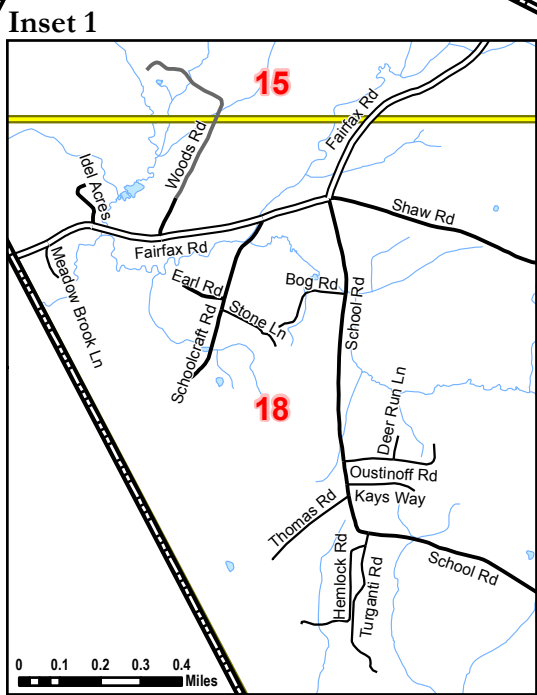 Inset 1
15
Fairfax Rd
Woods Rd
Idel Acres
Shaw Rd
Fairfax Rd
Meadow Brook Ln
Earl Rd
Bog Rd
School Rd
Stone Ln
Schoolcraft Rd
18
Deer Run Ln
Oustinoff Rd
Kays Way
Thomas Rd
School Rd
Hemlock Rd
Turganti Rd
0 0.1 0.2 0.3 0.4
Miles